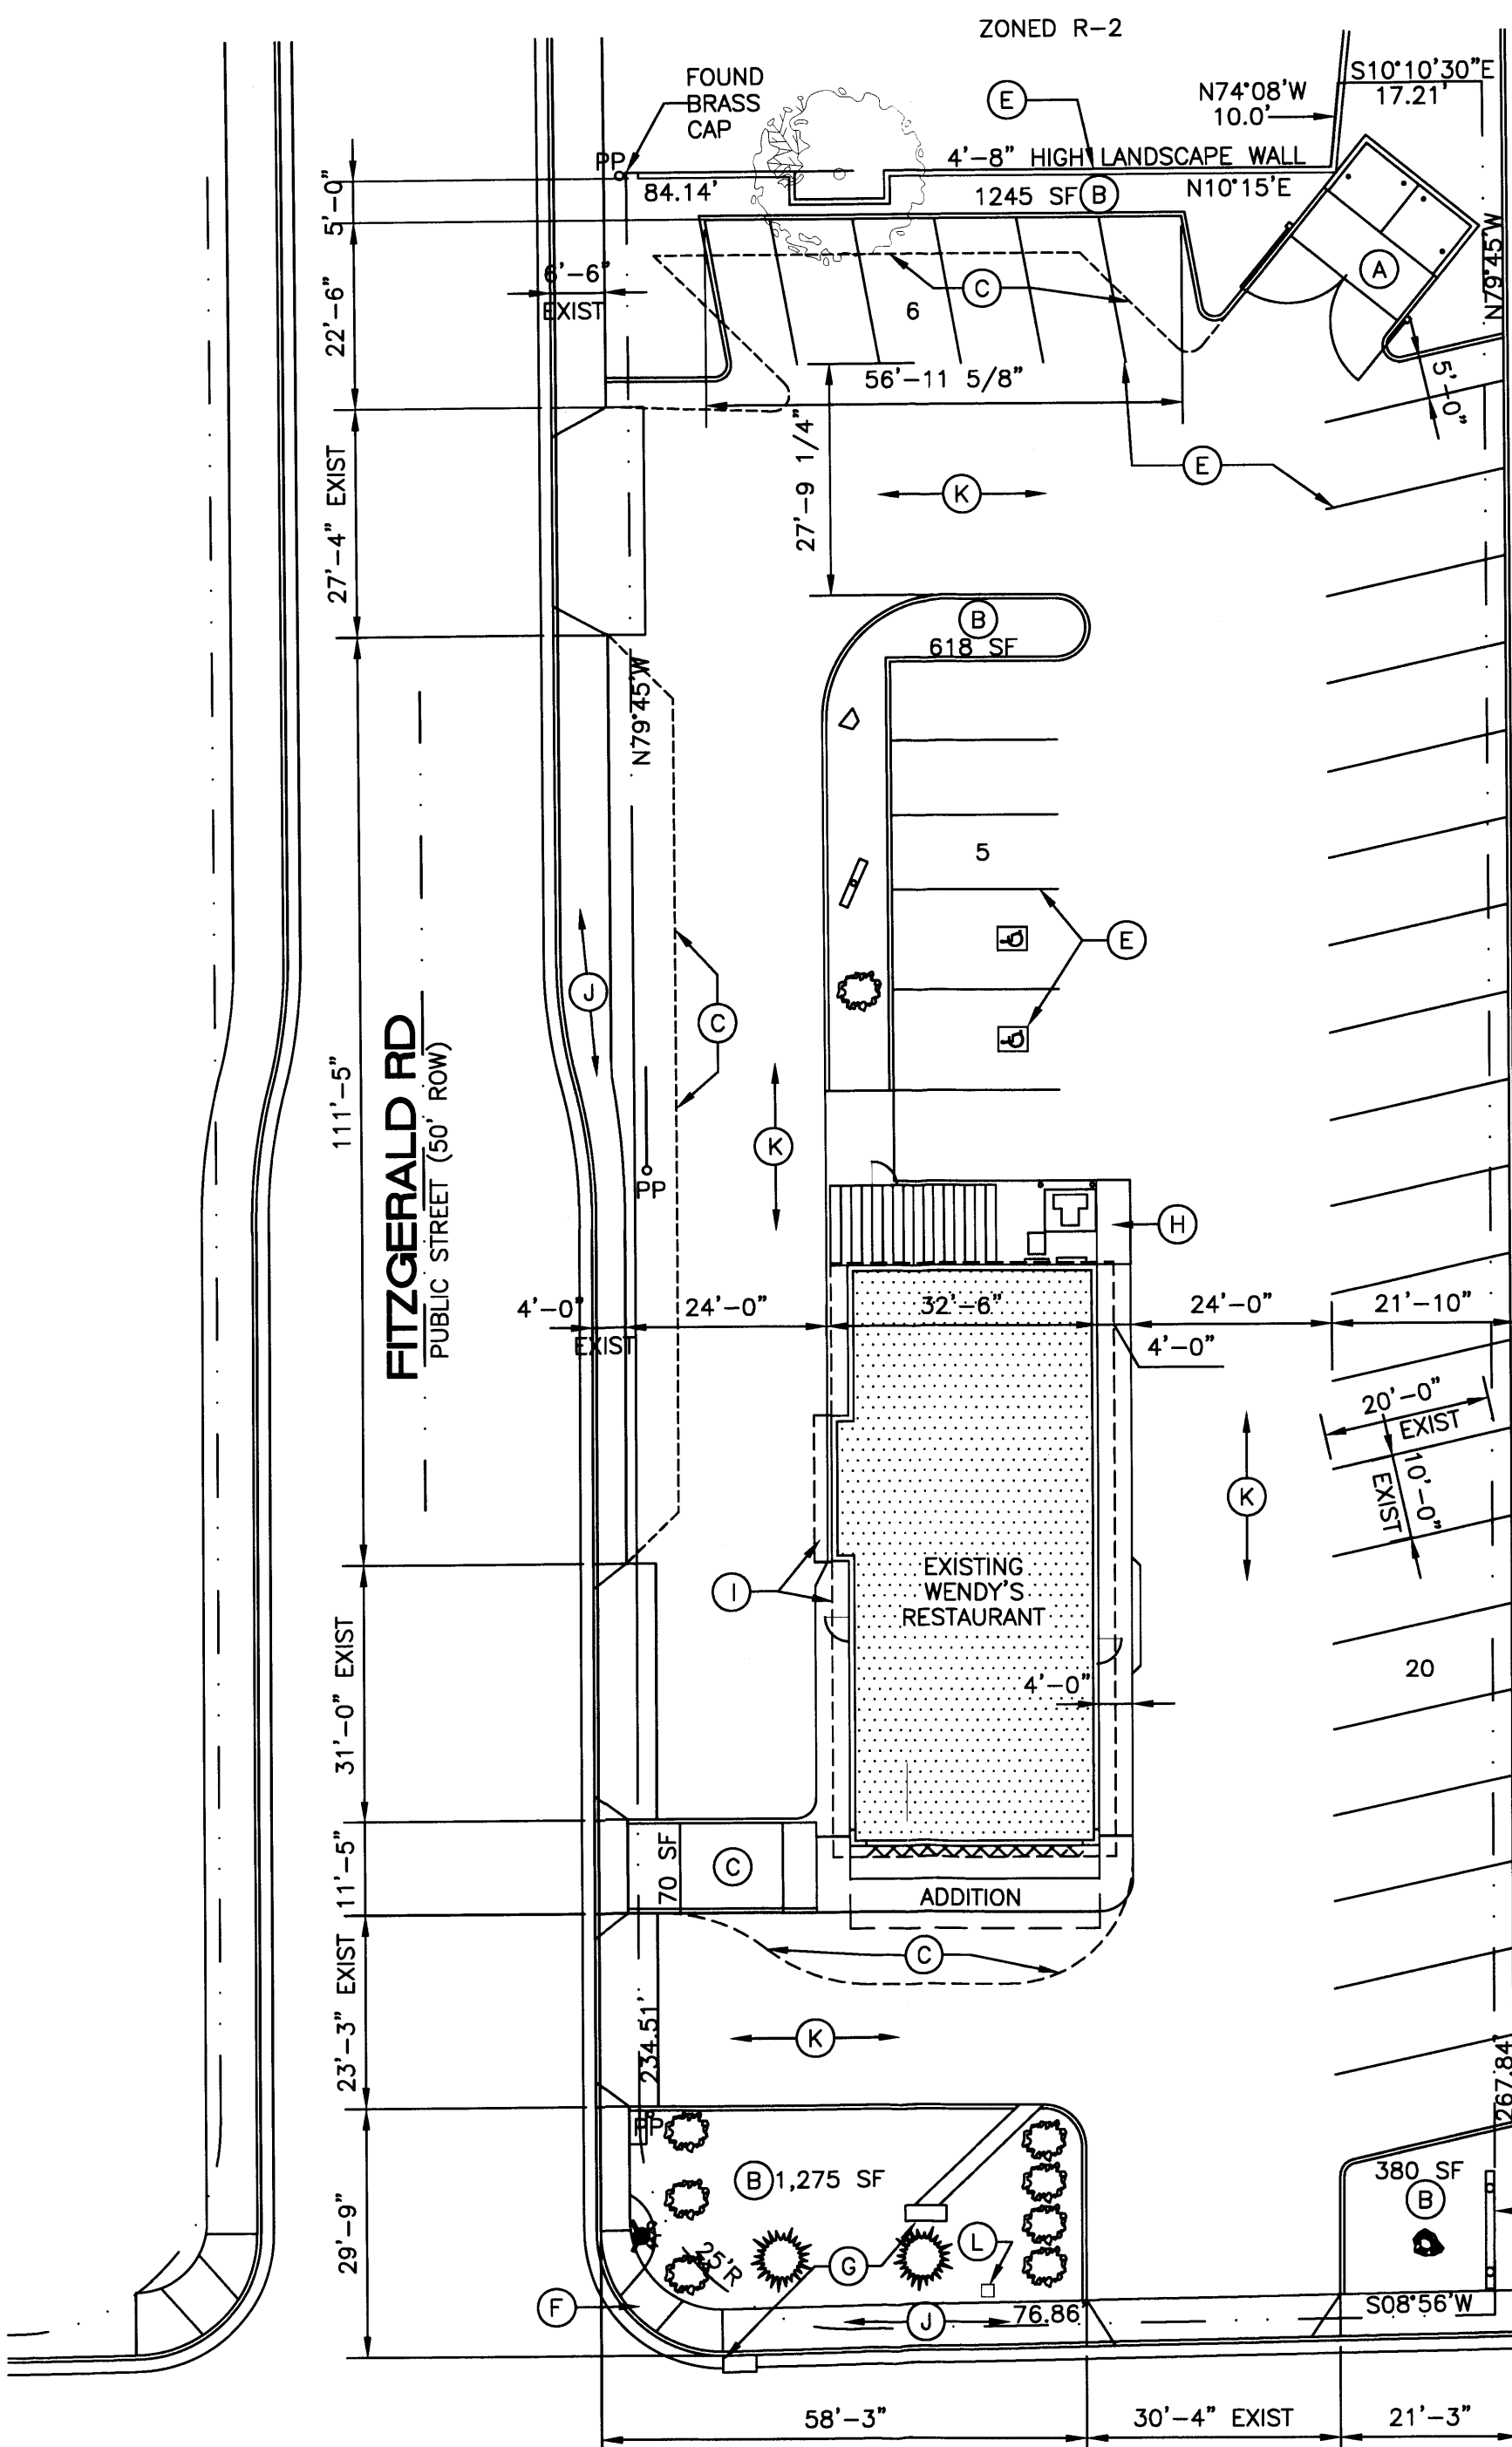 ZONED R-2
FOUND
BRASS
CAP
E
N74°08'W
10.0'
S10°10'30"E
17.21'
PP
4'-8" HIGH LANDSCAPE WALL
84.14'
1245 SF
B
N10°15'E
5'-0"
6'-6"
EXIST
22'-6"
C
6
A
N79°45'W
56'-11 5/8"
5'-0"
27'-4" EXIST
27'-9 1/4"
E
K
B
618 SF
N79°45'W
5
E
J
C
111'-5"
FITZGERALD RD
PUBLIC STREET (50' ROW)
K
PP
H
4'-0"
EXIST
24'-0"
32'-6"
24'-0"
21'-10"
4'-0"
20'-0"
EXIST
10'-0"
EXIST
K
I
EXISTING
WENDY'S
RESTAURANT
31'-0" EXIST
4'-0"
20
11'-5"
70 SF
C
ADDITION
C
23'-3" EXIST
234.51'
K
267.84'
PP
B
1,275 SF
380 SF
B
29'-9"
25'R
G
L
F
J
76.86'
S08°56'W
58'-3"
30'-4" EXIST
21'-3"